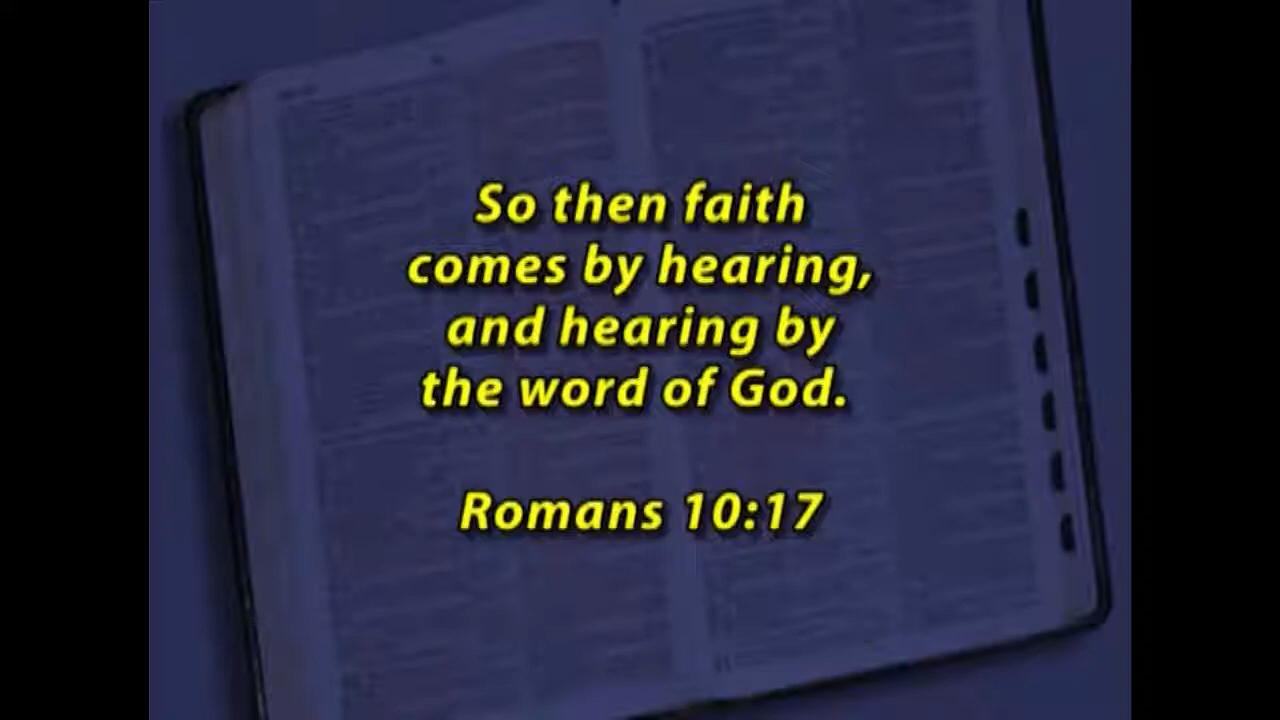 So then faith
comes by hearing,
and hearing by
the word of God.
Romans 10:17